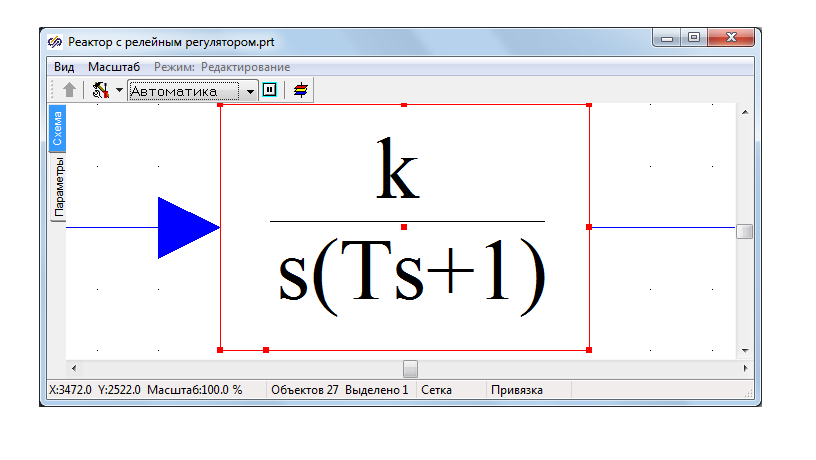 Реактор с релейным регулятором.prt
Вид Масштаб Режим: Редактирование
Автоматика
Схема
Параметры
k
s(Ts+1)
X:3472.0 Y:2522.0 Масштаб:100.0 % Объектов 27 Выделено 1 Сетка Привязка